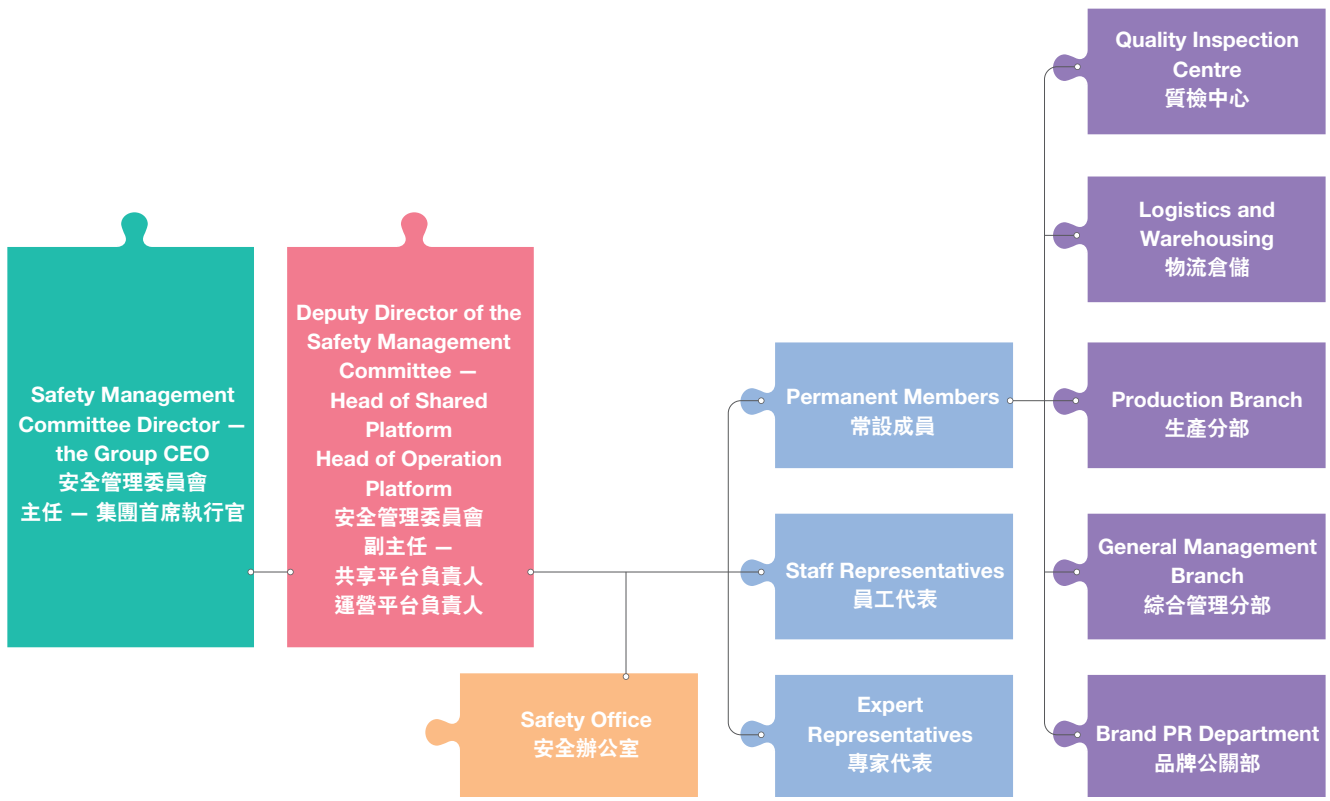 Safety Management
Committee Director —
the Group CEO
安全管理委員會
主任 — 集團首席執行官
Deputy Director of the
Safety Management
Committee —
Head of Shared
Platform
Head of Operation
Platform
安全管理委員會
副主任 —
共享平台負責人
運營平台負責人
Safety Office
安全辦公室
Permanent Members
常設成員
Staff Representatives
員工代表
Expert
Representatives
專家代表
Quality Inspection
Centre
質檢中心
Logistics and
Warehousing
物流倉儲
Production Branch
生產分部
General Management
Branch
綜合管理分部
Brand PR Department
品牌公關部